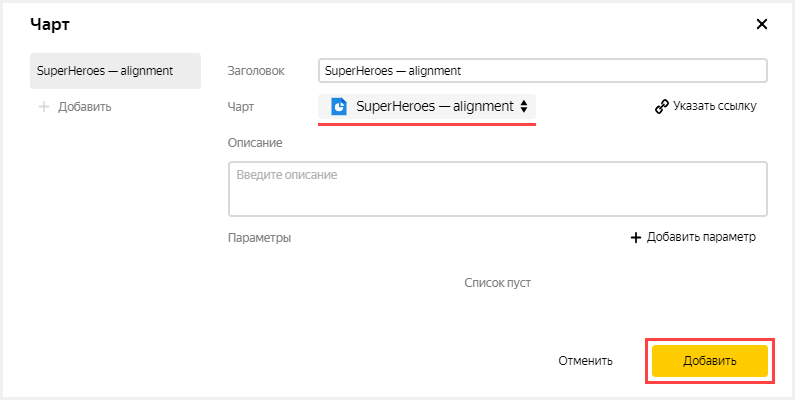 Чарт
SuperHeroes — alignment
Добавить
Заголовок
SuperHeroes — alignment
Чарт
SuperHeroes — alignment
Указать ссылку
Описание
Введите описание
Параметры
Добавить параметр
Список пуст
Отменить
Добавить